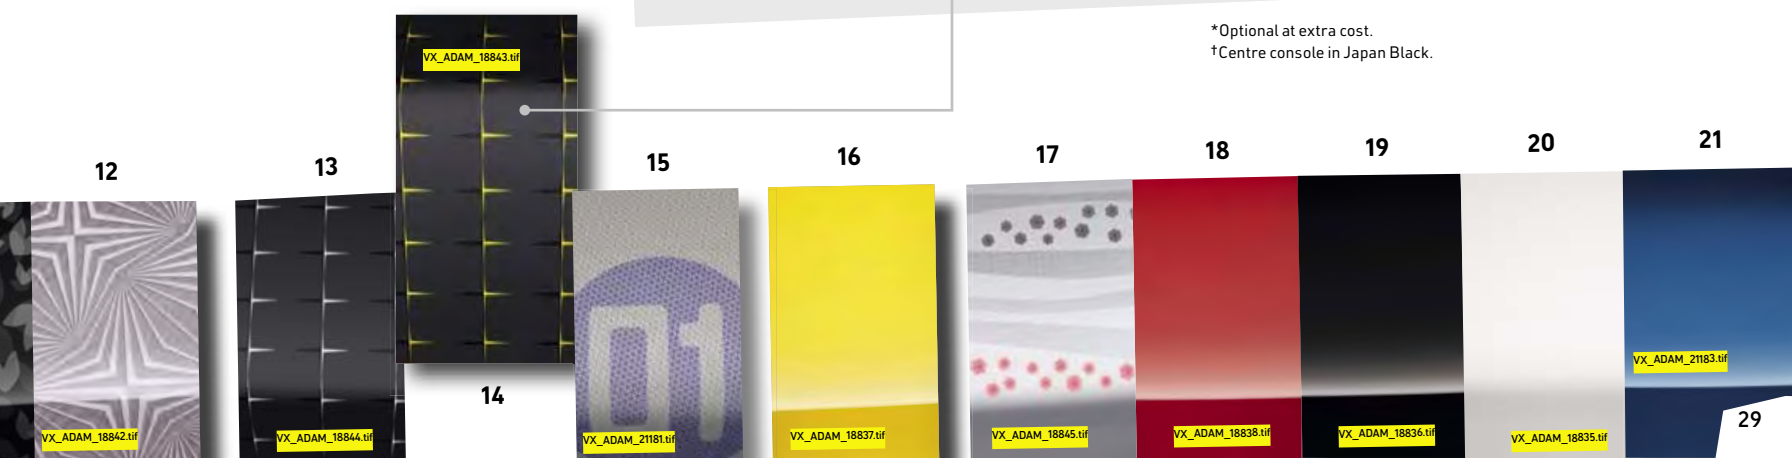 *Optional at extra cost.
†Centre console in Japan Black.
VX_ADAM_18843.tif
12
13
14
15
16
17
18
19
20
21
01
VX_ADAM_18842.tif
VX_ADAM_18844.tif
VX_ADAM_21181.tif
VX_ADAM_18837.tif
VX_ADAM_18845.tif
VX_ADAM_18838.tif
VX_ADAM_18836.tif
VX_ADAM_18835.tif
VX_ADAM_21183.tif
29